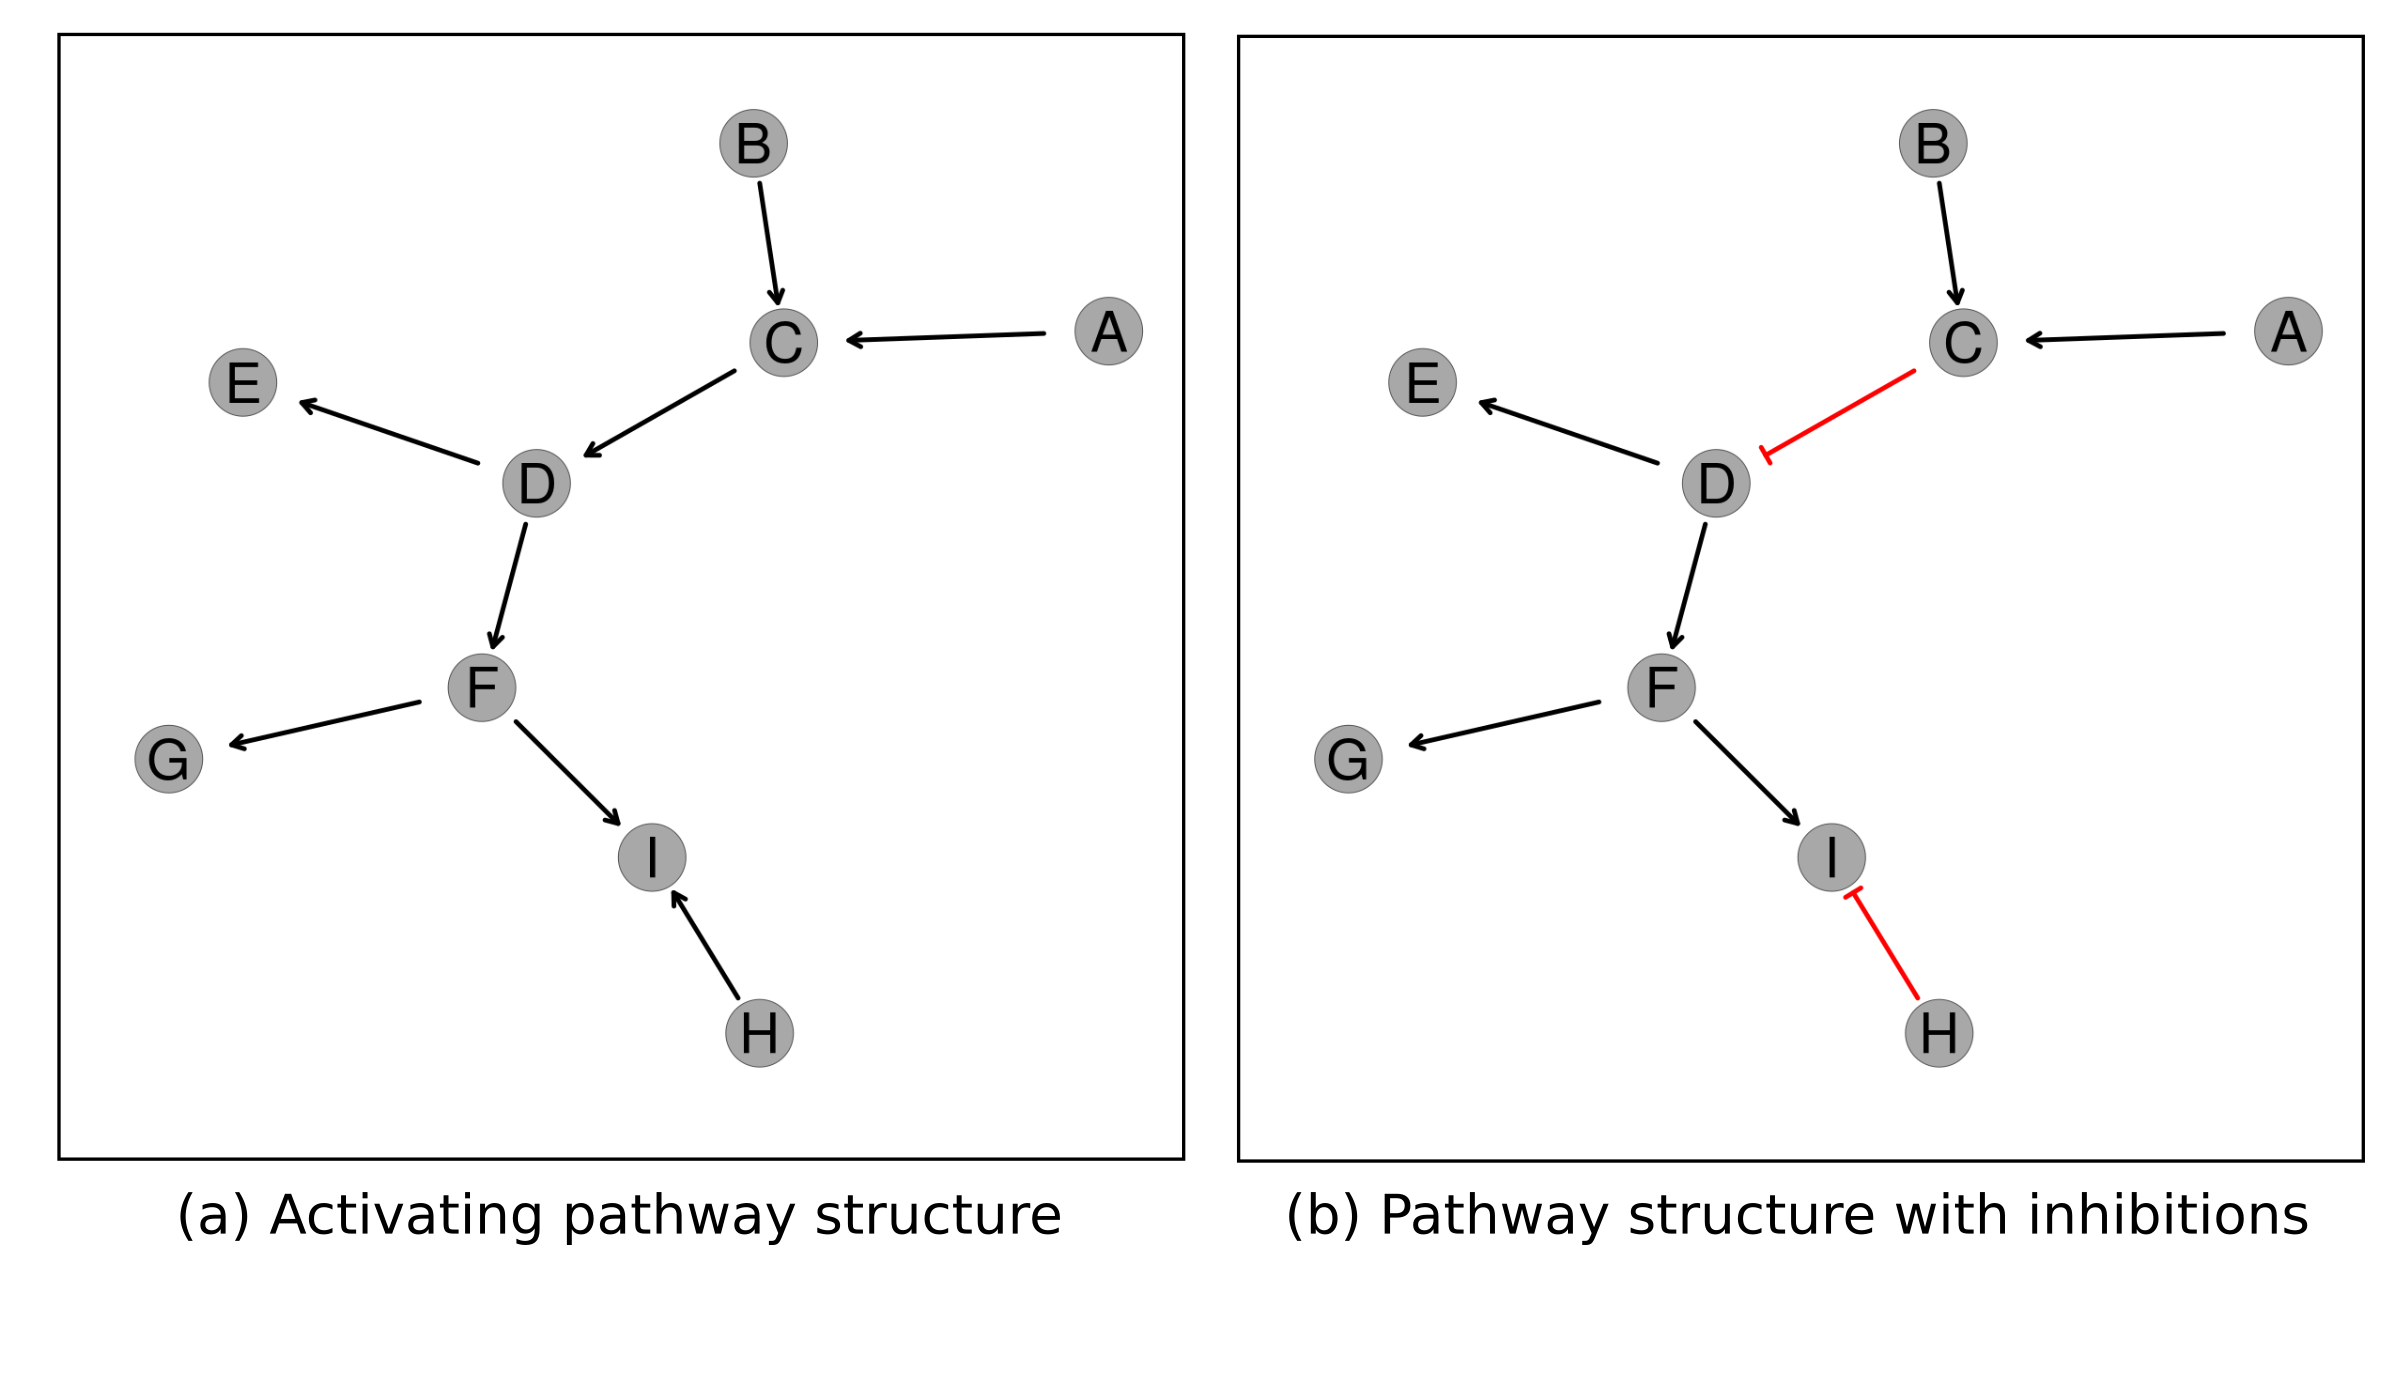 B
C
A
E
D
F
G
I
H
(a) Activating pathway structure
B
C
A
E
D
F
G
I
H
(b) Pathway structure with inhibitions